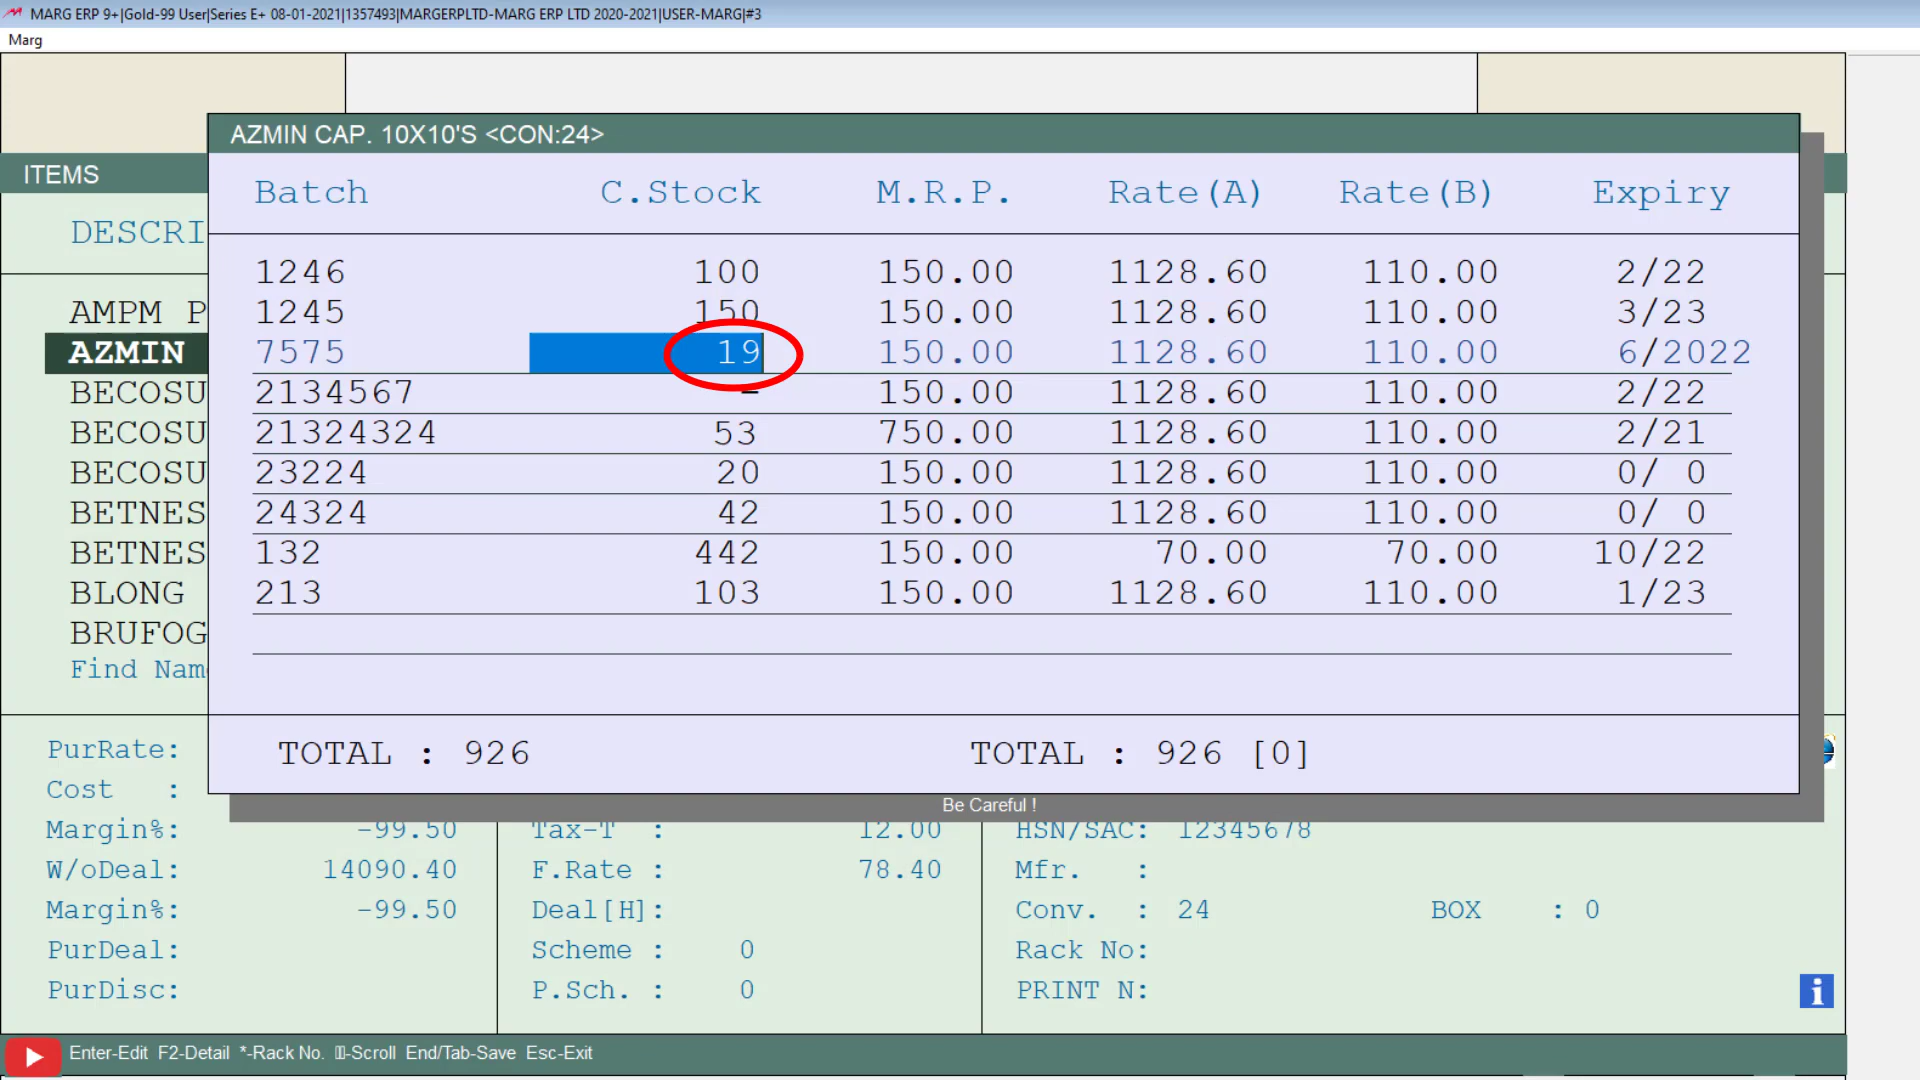 MARG ERP 9+|Gold-99 User|Series E+ 08-01-2021|1357493|MARGERPLTD-MARG ERP LTD 2020-2021|USER-MARG|#3
Marg
AZMIN CAP. 10X10'S <CON:24>
ITEMS
Batch C.Stock M.R.P. Rate(A) Rate(B) Expiry
DESCRI
1246 100 150.00 1128.60 110.00 2/22
AMPM P 1245 150 150.00 1128.60 110.00 3/23
AZMIN 7575 19 150.00 1128.60 110.00 6/2022
BECOSU 2134567 - 150.00 1128.60 110.00 2/22
BECOSU 21324324 53 750.00 1128.60 110.00 2/21
BECOSU 23224 20 150.00 1128.60 110.00 0/ 0
BETNES 24324 42 150.00 1128.60 110.00 0/ 0
BETNES 132 442 150.00 70.00 70.00 10/22
BLONG 213 103 150.00 1128.60 110.00 1/23
BRUFOG
Find Nam
PurRate: TOTAL : 926 TOTAL : 926 [0]
Cost :
Be Careful !
Margin%: -99.50 Tax-T : 12.00 HSN/SAC: 12345678
W/oDeal: 14090.40 F.Rate : 78.40 Mfr. :
Margin%: -99.50 Deal[H]: Conv. : 24 BOX : 0
PurDeal: Scheme : 0 Rack No:
PurDisc: P.Sch. : 0 PRINT N:
Enter-Edit F2-Detail *-Rack No. -Scroll End/Tab-Save Esc-Exit